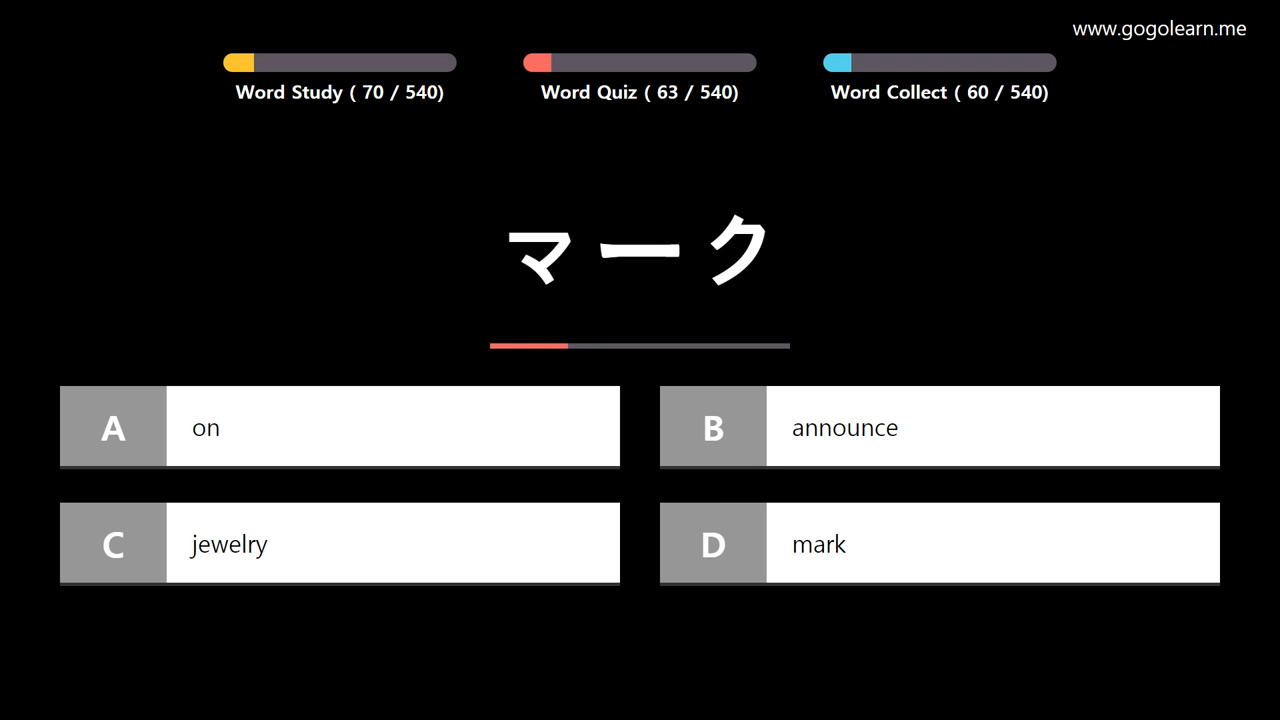 www.gogolearn.me
Word Study ( 70 / 540)
Word Quiz ( 63 / 540)
Word Collect ( 60 / 540)
マーク
A on
B announce
C jewelry
D mark